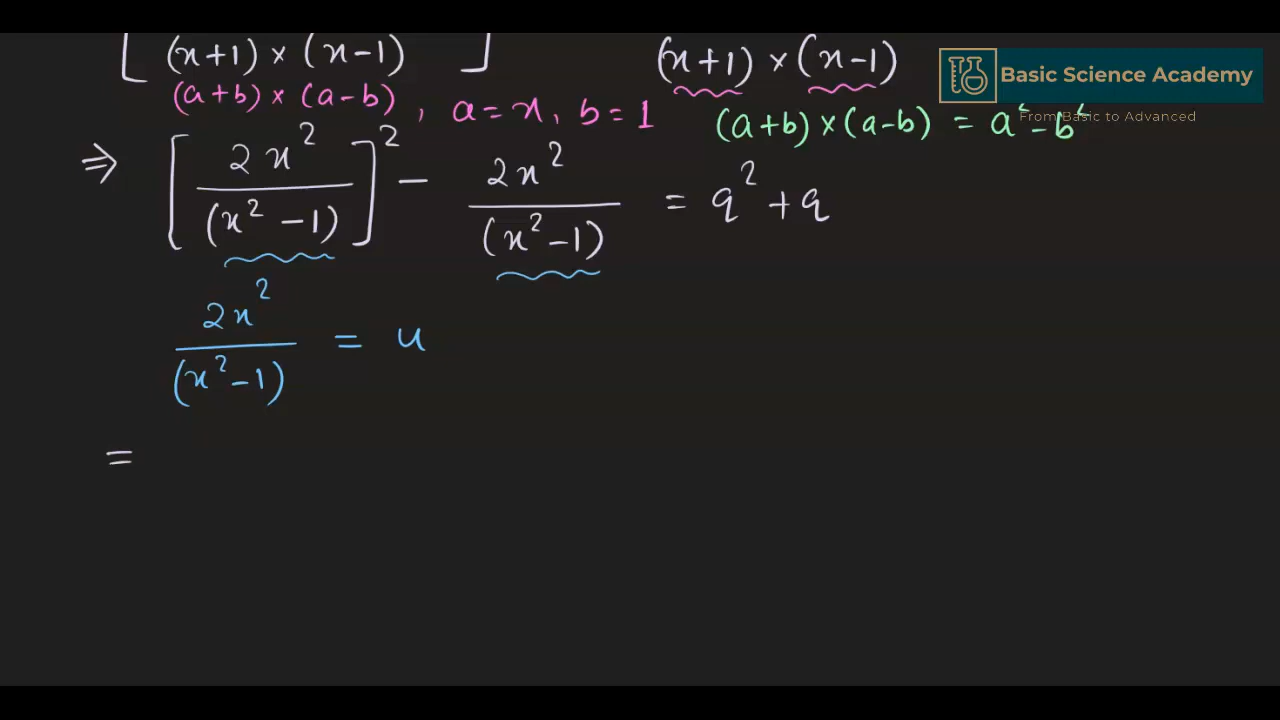 [ (x+1) × (x-1) ] (x+1) × (x-1)
Basic Science Academy
From Basic to Advanced
(a+b) × (a-b) , a = x, b = 1 (a+b) × (a-b) = a² - b²
⇒ [ 2x² / (x² - 1) ]² - 2x² / (x² - 1) = q² + q
2x² / (x² - 1) = u
=